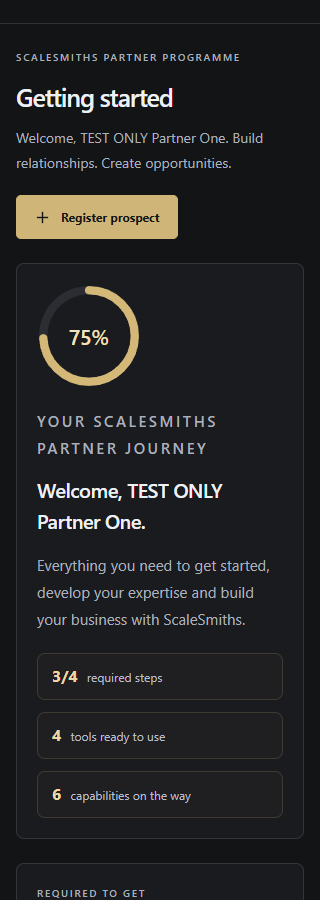 SCALESMITHS PARTNER PROGRAMME
Getting started
Welcome, TEST ONLY Partner One. Build
relationships. Create opportunities.
+ Register prospect
75%
YOUR SCALESMITHS
PARTNER JOURNEY
Welcome, TEST ONLY
Partner One.
Everything you need to get started,
develop your expertise and build
your business with ScaleSmiths.
3/4 required steps
4 tools ready to use
6 capabilities on the way
REQUIRED TO GET